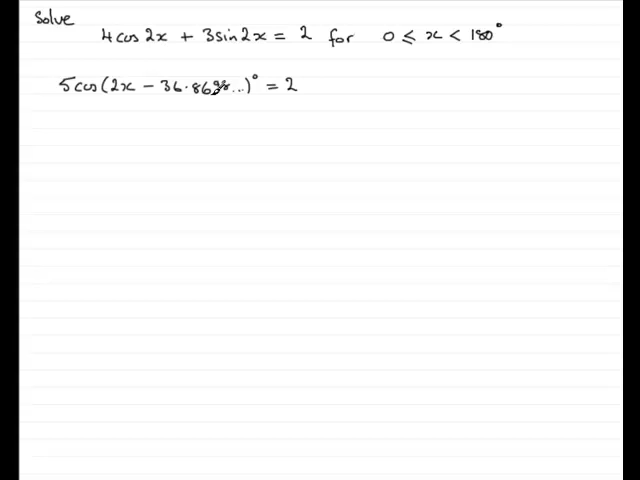 Solve
4cos 2x + 3sin 2x = 2 for 0 ≤ x < 180°
5cos(2x − 36.86...)° = 2